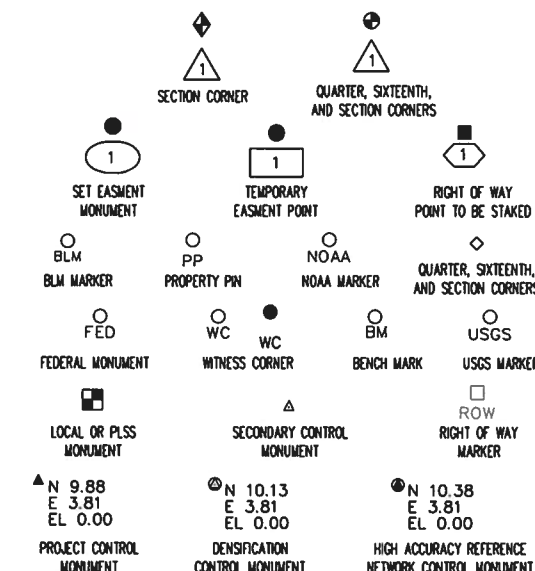 1
1
SECTION CORNER
QUARTER, SIXTEENTH,
AND SECTION CORNERS
1
1
1
SET EASMENT
MONUMENT
TEMPORARY
EASMENT POINT
RIGHT OF WAY
POINT TO BE STAKED
BLM
PP
NOAA
BLM MARKER
PROPERTY PIN
NOAA MARKER
QUARTER, SIXTEENTH,
AND SECTION CORNERS
FED
WC
WC
BM
USGS
FEDERAL MONUMENT
WITNESS CORNER
BENCH MARK
USGS MARKER
ROW
LOCAL OR PLSS
MONUMENT
SECONDARY CONTROL
MONUMENT
RIGHT OF WAY
MARKER
N 9.88
E 3.81
EL 0.00
N 10.13
E 3.81
EL 0.00
N 10.38
E 3.81
EL 0.00
PROJECT CONTROL
MONUMENT
DENSIFICATION
CONTROL MONUMENT
HIGH ACCURACY REFERENCE
NETWORK CONTROL MONUMENT